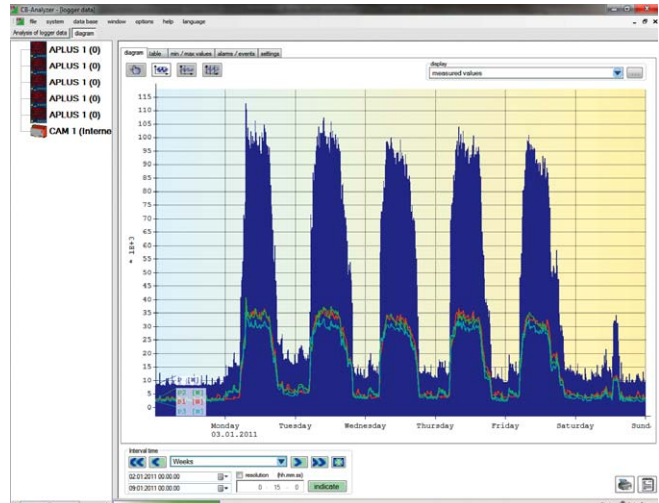 CB-Analyzer - [logger data]
file system data base window options help language
Analysis of logger data diagram
APLUS 1 (0)
APLUS 1 (0)
APLUS 1 (0)
APLUS 1 (0)
APLUS 1 (0)
CAM 1 (Interne
diagram table min / max values alarms / events settings
display
measured values
115
110
105
100
95
90
85
80
75
70
65
60
55
50
45
40
35
30
25
20
15
10
5
0
* 1E+3
P [W]
P2 [W]
P1 [W]
P3 [W]
Monday Tuesday Wednesday Thursday Friday Saturday Sund
03.01.2011
Interval time
Weeks
02.01.2011 00.00.00
09.01.2011 00.00.00
resolution (hh:mm:ss)
0 15 0
indicate